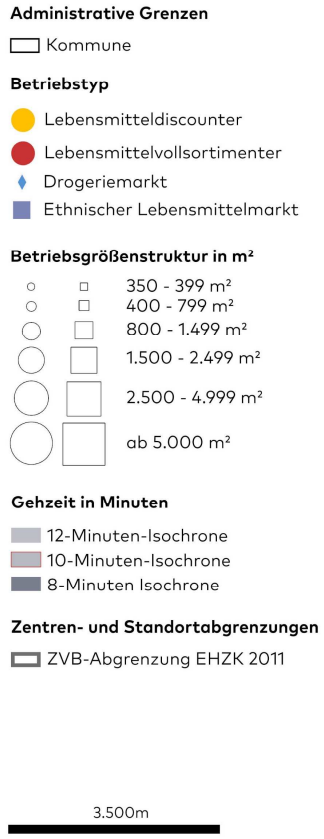 Administrative Grenzen
Kommune
Betriebstyp
Lebensmitteldiscounter
Lebensmittelvollsortimenter
Drogeriemarkt
Ethnischer Lebensmittelmarkt
Betriebsgrößenstruktur in m²
350 - 399 m²
400 - 799 m²
800 - 1.499 m²
1.500 - 2.499 m²
2.500 - 4.999 m²
ab 5.000 m²
Gehzeit in Minuten
12-Minuten-Isochrone
10-Minuten-Isochrone
8-Minuten Isochrone
Zentren- und Standortabgrenzungen
ZVB-Abgrenzung EHZK 2011
3.500m